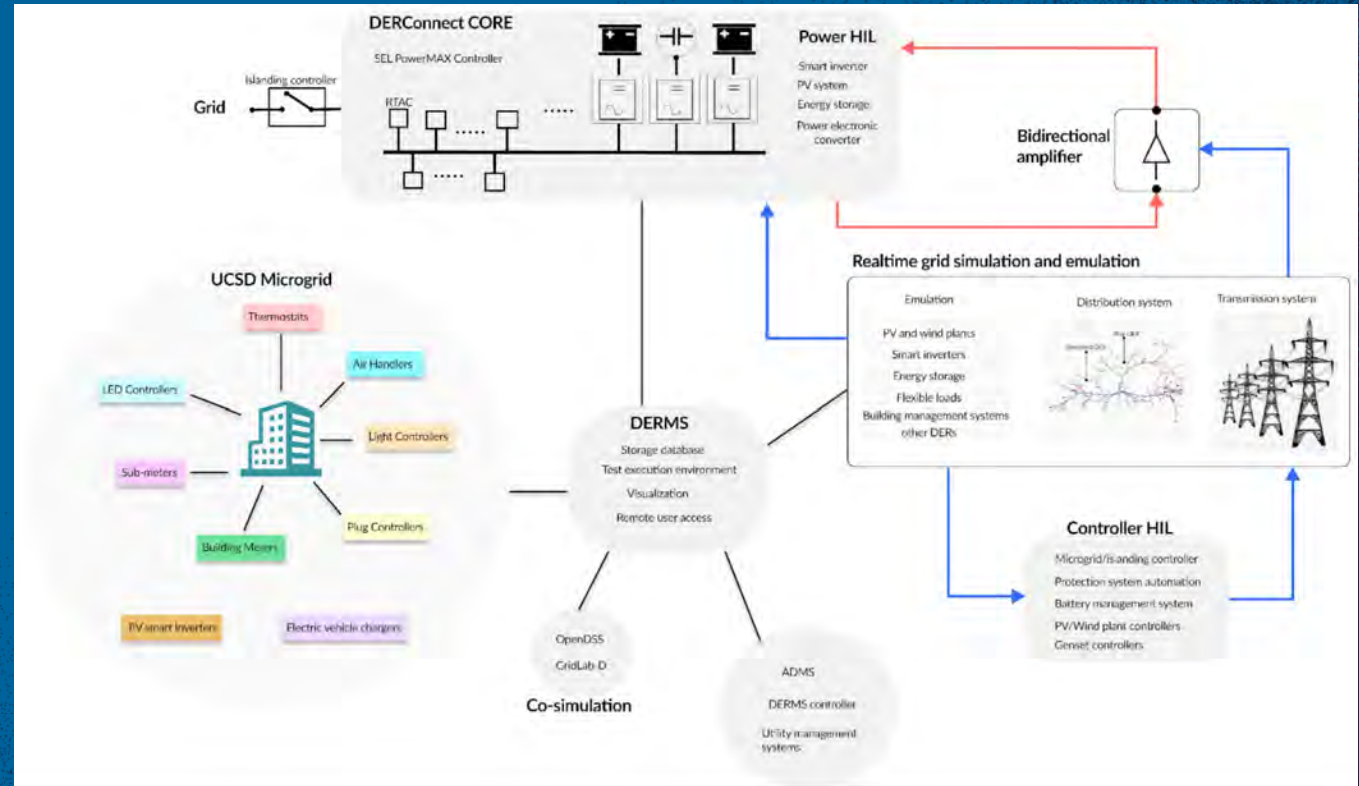 DERConnect CORE
SEL PowerMAX Controller
RTAC
Power HIL
Smart inverter
PV system
Energy storage
Power electronic
converter
Islanding controller
Grid
Bidirectional
amplifier
Realtime grid simulation and emulation
Emulation
PV and wind plants
Smart inverters
Energy storage
Flexible loads
Building management systems
other DERs
Distribution system
Transmission system
UCSD Microgrid
Thermostats
Air Handlers
LED Controllers
Light Controllers
Sub-meters
Plug Controllers
Building Meters
PV smart inverters
Electric vehicle chargers
DERMS
Storage database
Test execution environment
Visualization
Remote user access
Controller HIL
Microgrid/islanding controller
Protection system automation
Battery management system
PV/Wind plant controllers
Genset controllers
OpenDSS
GridLab-D
Co-simulation
ADMS
DERMS controller
Utility management
systems